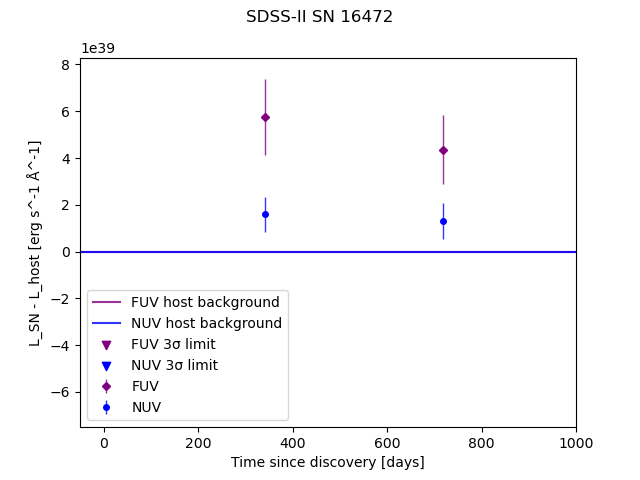 SDSS-II SN 16472
1e39
8
6
4
2
0
−2
−4
−6
L_SN - L_host [erg s^-1 Å^-1]
FUV host background
NUV host background
FUV 3σ limit
NUV 3σ limit
FUV
NUV
0 200 400 600 800 1000
Time since discovery [days]